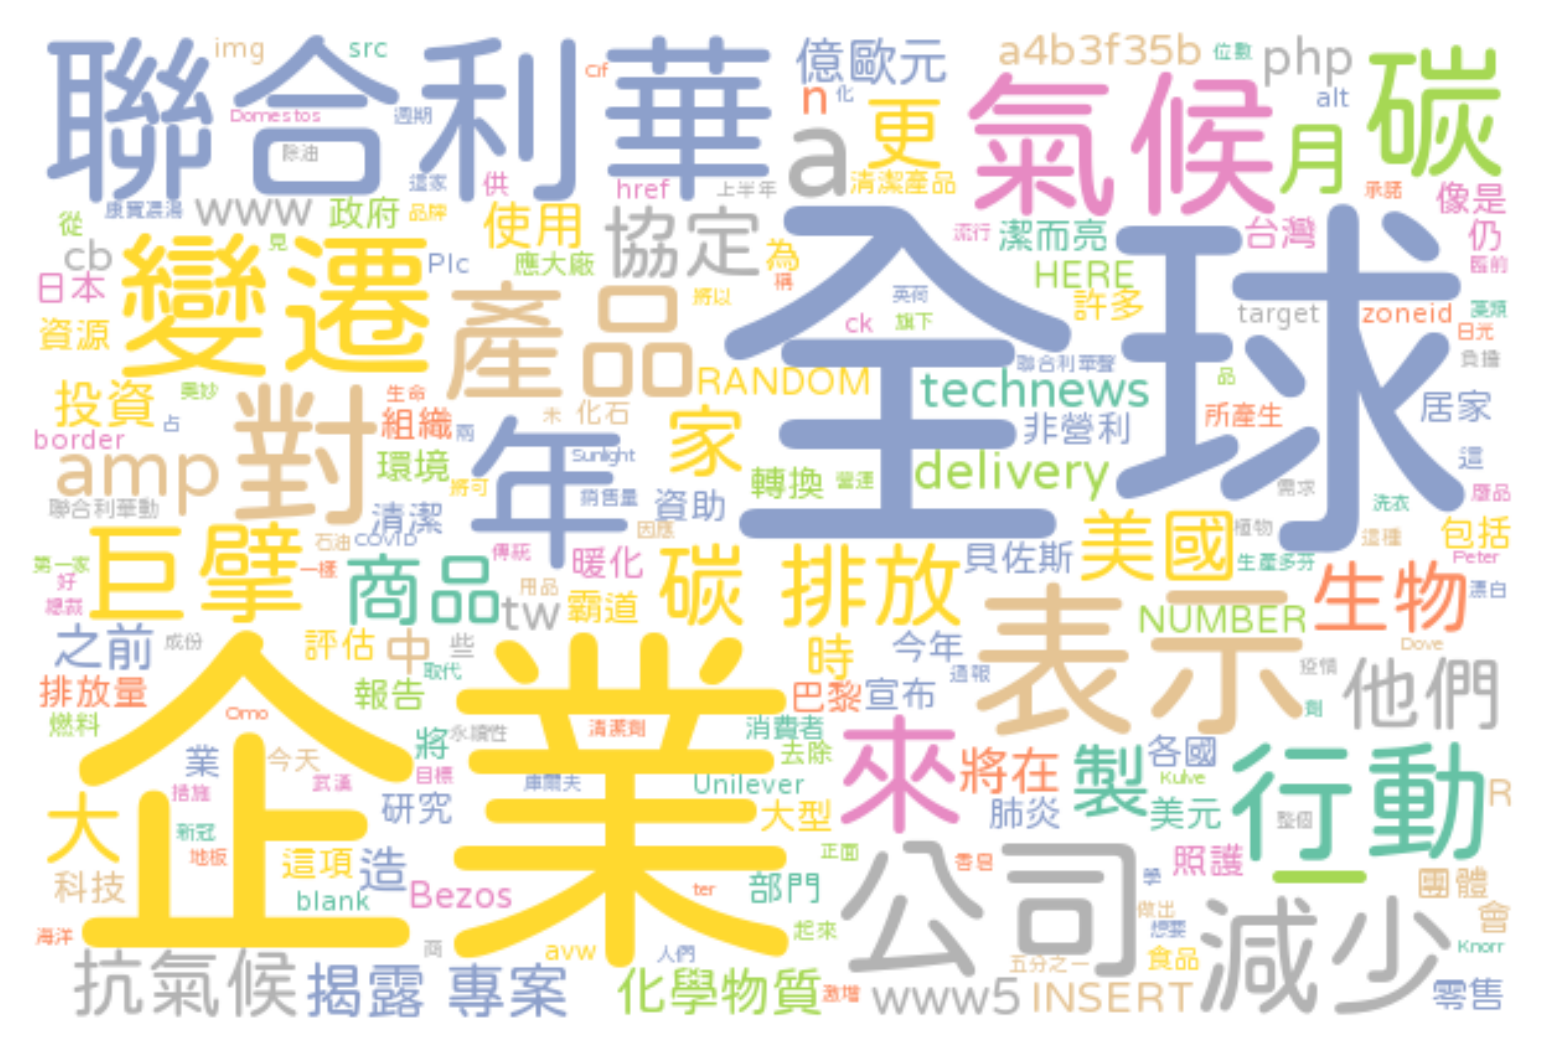 聯合利華 img src Cif 億歐元 a4b3f35b 位數 php 碳
Domestos 週期 n 化 更 氣候 alt
除油 a 月
這家 供 href 上半年 清潔產品 承諾 像是
康寶濃湯 www 政府 品牌 使用 協定 流行 潔而亮 台灣 仍
從 見 cb 變遷 Plc 應大廠 為 全球 HERE 臨前
日本 產品 將以 稱 英荷 許多
資源 ck 旗下 target zoneid 藻類 日光
聯合利華聲 負擔
投資 奧妙 生命 RANDOM technews 品
占 對 組織 兩 未 化石 家 非營利 所產生 居家
border amp 環境 年 Sunlight 轉換 營運 delivery 這
聯合利華動 將可 銷售量 資助 需求 洗衣 贗品
清潔 因應 美國 植物 這種 包括
巨擘 石油 COVID 傳統 暖化 碳 排放 貝佐斯 生產多芬 Peter
第一家 一樣 商品 用品 生物 漂白
好 總裁 tw 霸道 表示 NUMBER
之前 成份 評估 中 些 時 今年 Dove
排放量 取代 報告 巴黎 宣布 週報 疫情 他們
燃料 企業 Omo 將 永續性 清潔劑 消費者 劑
業 今天 目標 去除 來 將在 製 各國 行動
措施 武漢 庫爾夫 Unilever Kulve R
大 新冠 研究 大型 肺炎 美元 整個
地板 這項 造 正面 公司 香皂 照護
科技 blank Bezos ter 部門 學 一 團體
海洋 商 avw 人們 起來 做出 想要 減少 會 Knorr
抗氣候 揭露 專案 化學物質 激增 www5 五分之一 食品 INSERT 零售